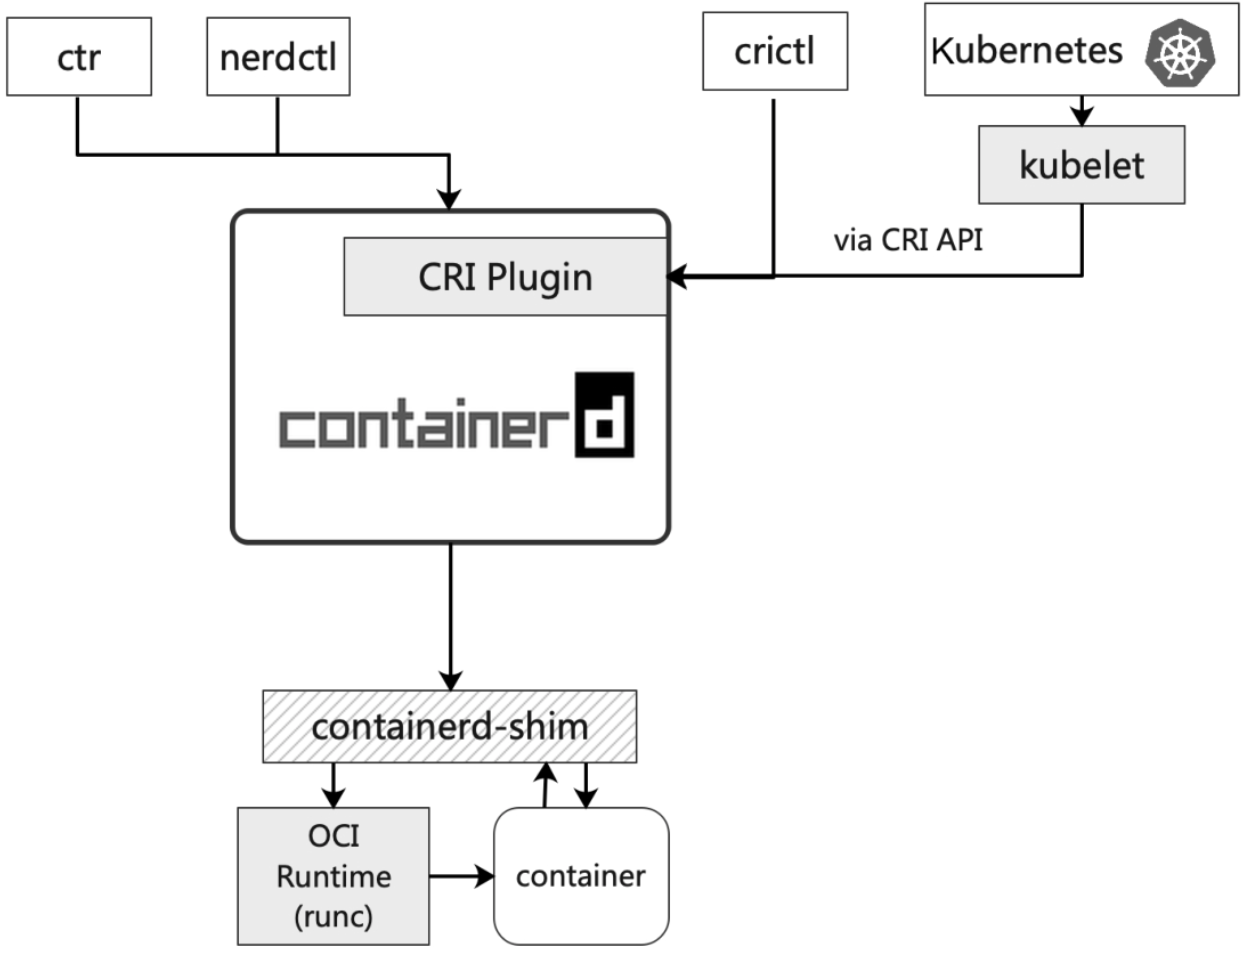 ctr
nerdctl
crictl
Kubernetes
kubelet
via CRI API
CRI Plugin
containerd
containerd-shim
OCI
Runtime
(runc)
container